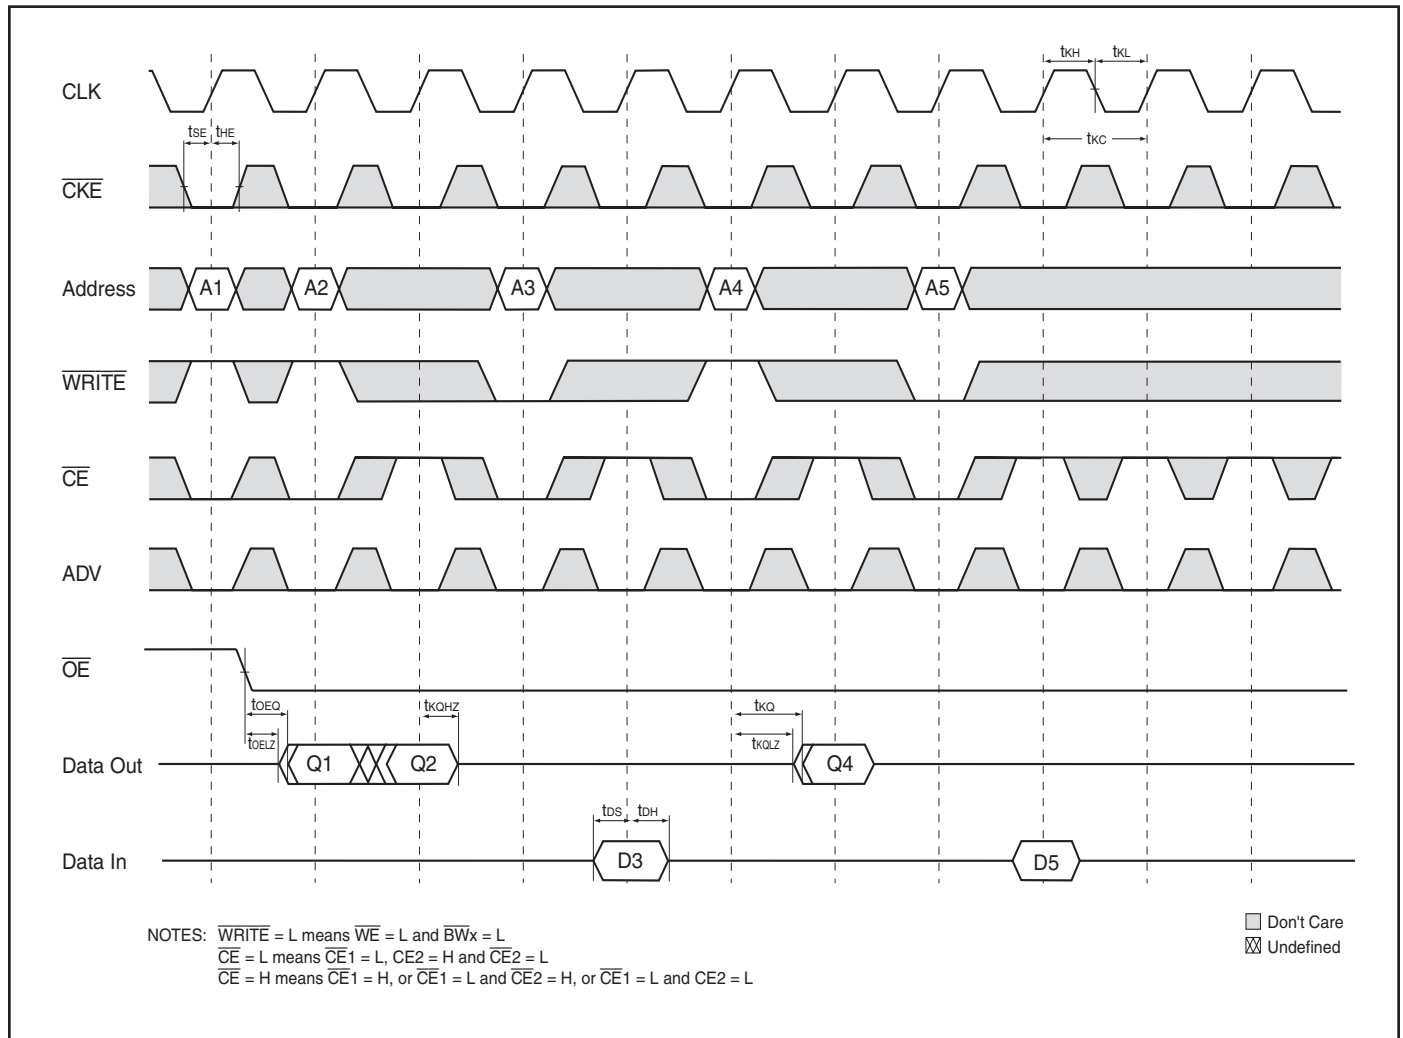 tKH tKL
CLK
tSE tHE
tKC
CKE
Address A1 A2 A3 A4 A5
WRITE
CE
ADV
OE
tOEQ tKQHZ tKQ
tOELZ tKQLZ
Data Out Q1 Q2 Q4
tDS tDH
Data In D3 D5
NOTES: WRITE = L means WE = L and BWx = L
CE = L means CE1 = L, CE2 = H and CE2 = L
CE = H means CE1 = H, or CE1 = L and CE2 = H, or CE1 = L and CE2 = L
Don't Care
Undefined